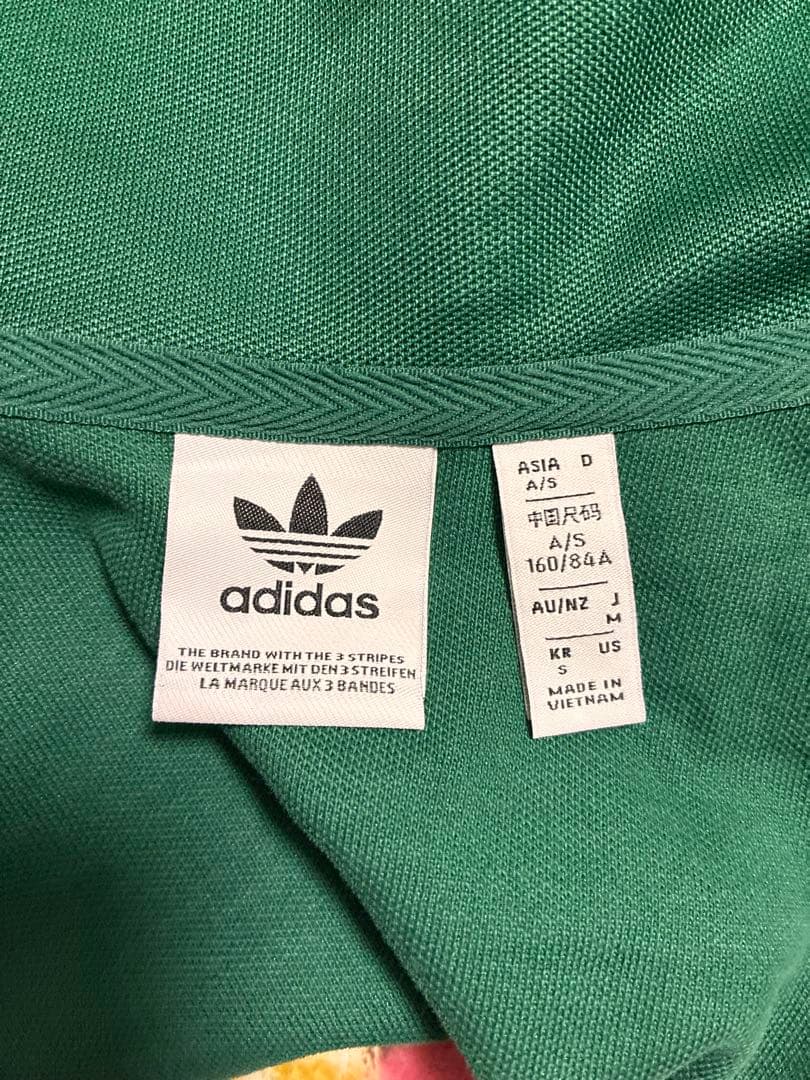 adidas
THE BRAND WITH THE 3 STRIPES
DIE WELTMARKE MIT DEN 3 STREIFEN
LA MARQUE AUX 3 BANDES
ASIA D
A/S
中国尺码
A/S
160/84A
AU/NZ J
M
KR US
S
MADE IN
VIETNAM